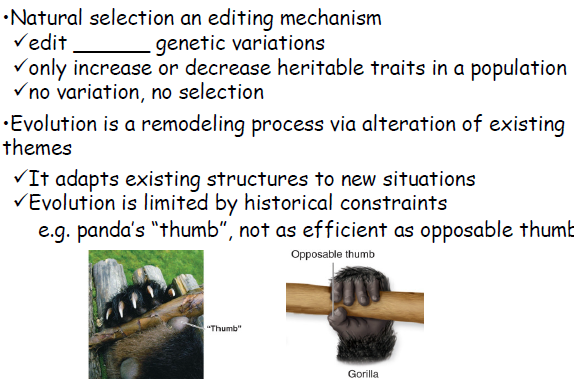 •Natural selection an editing mechanism
✓edit ______ genetic variations
✓only increase or decrease heritable traits in a population
✓no variation, no selection
•Evolution is a remodeling process via alteration of existing
themes
✓It adapts existing structures to new situations
✓Evolution is limited by historical constraints
e.g. panda's “thumb”, not as efficient as opposable thumb
Opposable thumb
“Thumb”
Gorilla